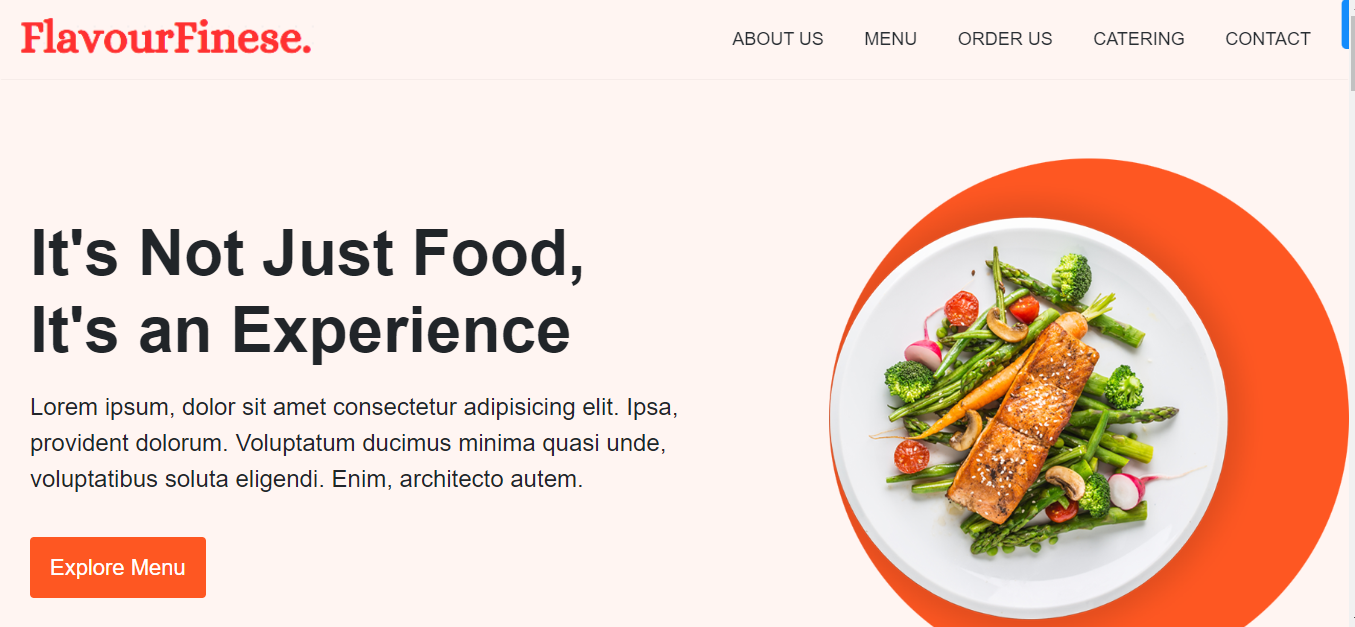 FlavourFinese.
ABOUT US MENU ORDER US CATERING CONTACT
It's Not Just Food,
It's an Experience
Lorem ipsum, dolor sit amet consectetur adipisicing elit. Ipsa,
provident dolorum. Voluptatum ducimus minima quasi unde,
voluptatibus soluta eligendi. Enim, architecto autem.
Explore Menu